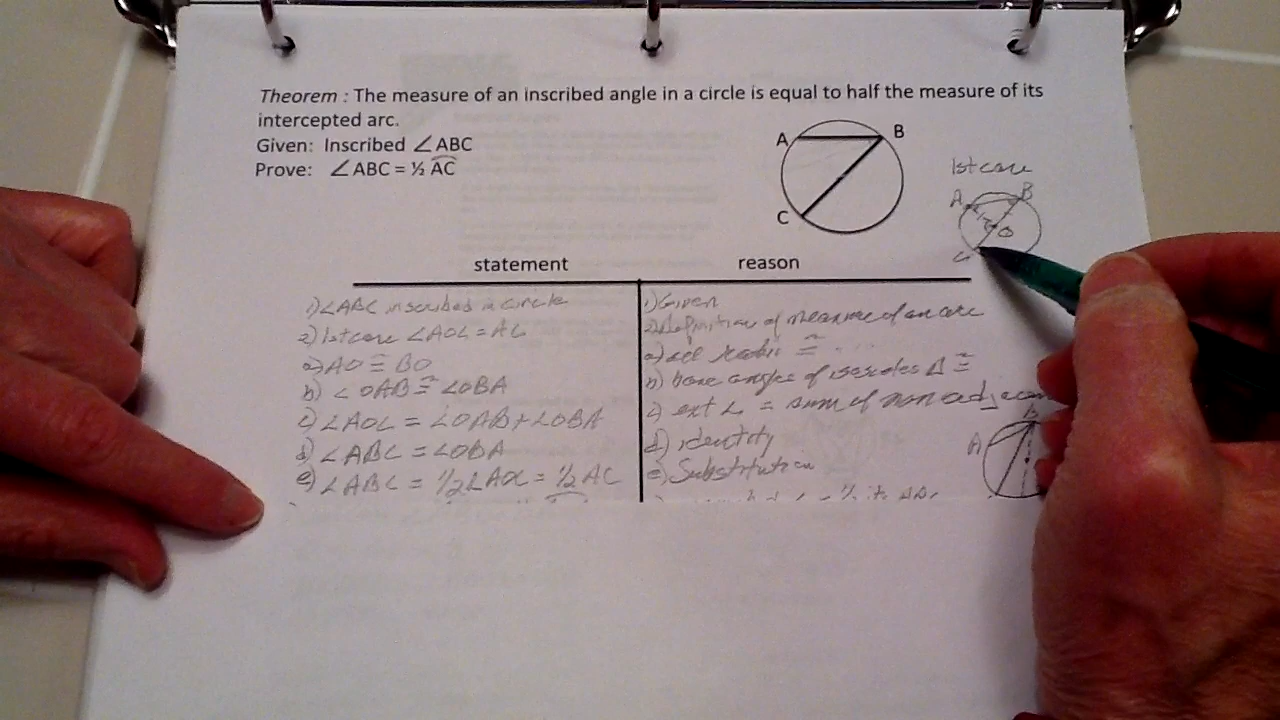 Theorem : The measure of an inscribed angle in a circle is equal to half the measure of its
intercepted arc.
Given: Inscribed ∠ABC
Prove: ∠ABC = ½ AC
A
B
C
1st case
A
B
O
C
statement
reason
1) ∠ABC inscribed in circle
1) Given
2) 1st case ∠AOC = AC
2) definition of measure of an arc
a) AO ≅ BO
a) all radii ≅
b) ∠OAB ≅ ∠OBA
b) base angles of isosceles Δ ≅
c) ∠AOC = ∠OAB + ∠OBA
c) ext ∠ = sum of non adjacen
d) ∠ABC = ∠OBA
d) identity
e) ∠ABC = 1/2 ∠AOC = 1/2 AC
e) Substitution
A
B